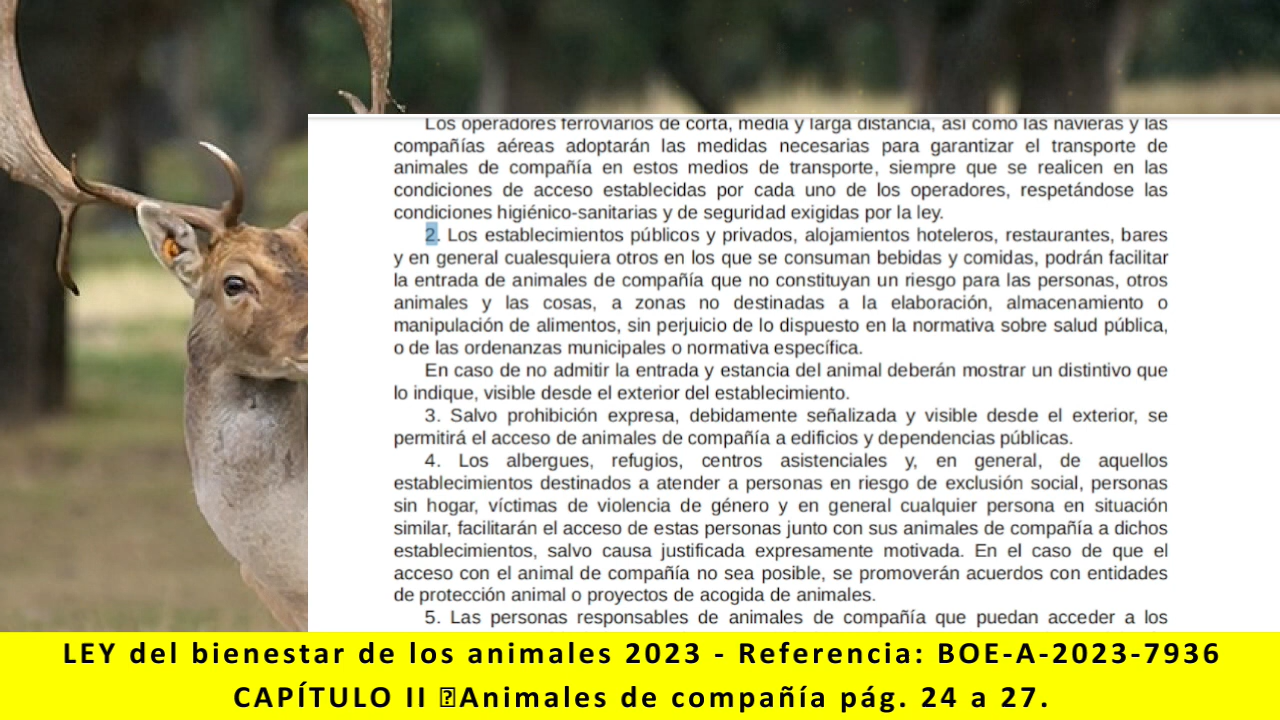 Los operadores ferroviarios de corta, media y larga distancia, así como las navieras y las
compañías aéreas adoptarán las medidas necesarias para garantizar el transporte de
animales de compañía en estos medios de transporte, siempre que se realicen en las
condiciones de acceso establecidas por cada uno de los operadores, respetándose las
condiciones higiénico-sanitarias y de seguridad exigidas por la ley.
2. Los establecimientos públicos y privados, alojamientos hoteleros, restaurantes, bares
y en general cualesquiera otros en los que se consuman bebidas y comidas, podrán facilitar
la entrada de animales de compañía que no constituyan un riesgo para las personas, otros
animales y las cosas, a zonas no destinadas a la elaboración, almacenamiento o
manipulación de alimentos, sin perjuicio de lo dispuesto en la normativa sobre salud pública,
o de las ordenanzas municipales o normativa específica.
En caso de no admitir la entrada y estancia del animal deberán mostrar un distintivo que
lo indique, visible desde el exterior del establecimiento.
3. Salvo prohibición expresa, debidamente señalizada y visible desde el exterior, se
permitirá el acceso de animales de compañía a edificios y dependencias públicas.
4. Los albergues, refugios, centros asistenciales y, en general, de aquellos
establecimientos destinados a atender a personas en riesgo de exclusión social, personas
sin hogar, víctimas de violencia de género y en general cualquier persona en situación
similar, facilitarán el acceso de estas personas junto con sus animales de compañía a dichos
establecimientos, salvo causa justificada expresamente motivada. En el caso de que el
acceso con el animal de compañía no sea posible, se promoverán acuerdos con entidades
de protección animal o proyectos de acogida de animales.
5. Las personas responsables de animales de compañía que puedan acceder a los
LEY del bienestar de los animales 2023 - Referencia: BOE-A-2023-7936
CAPÍTULO II Animales de compañía pág. 24 a 27.